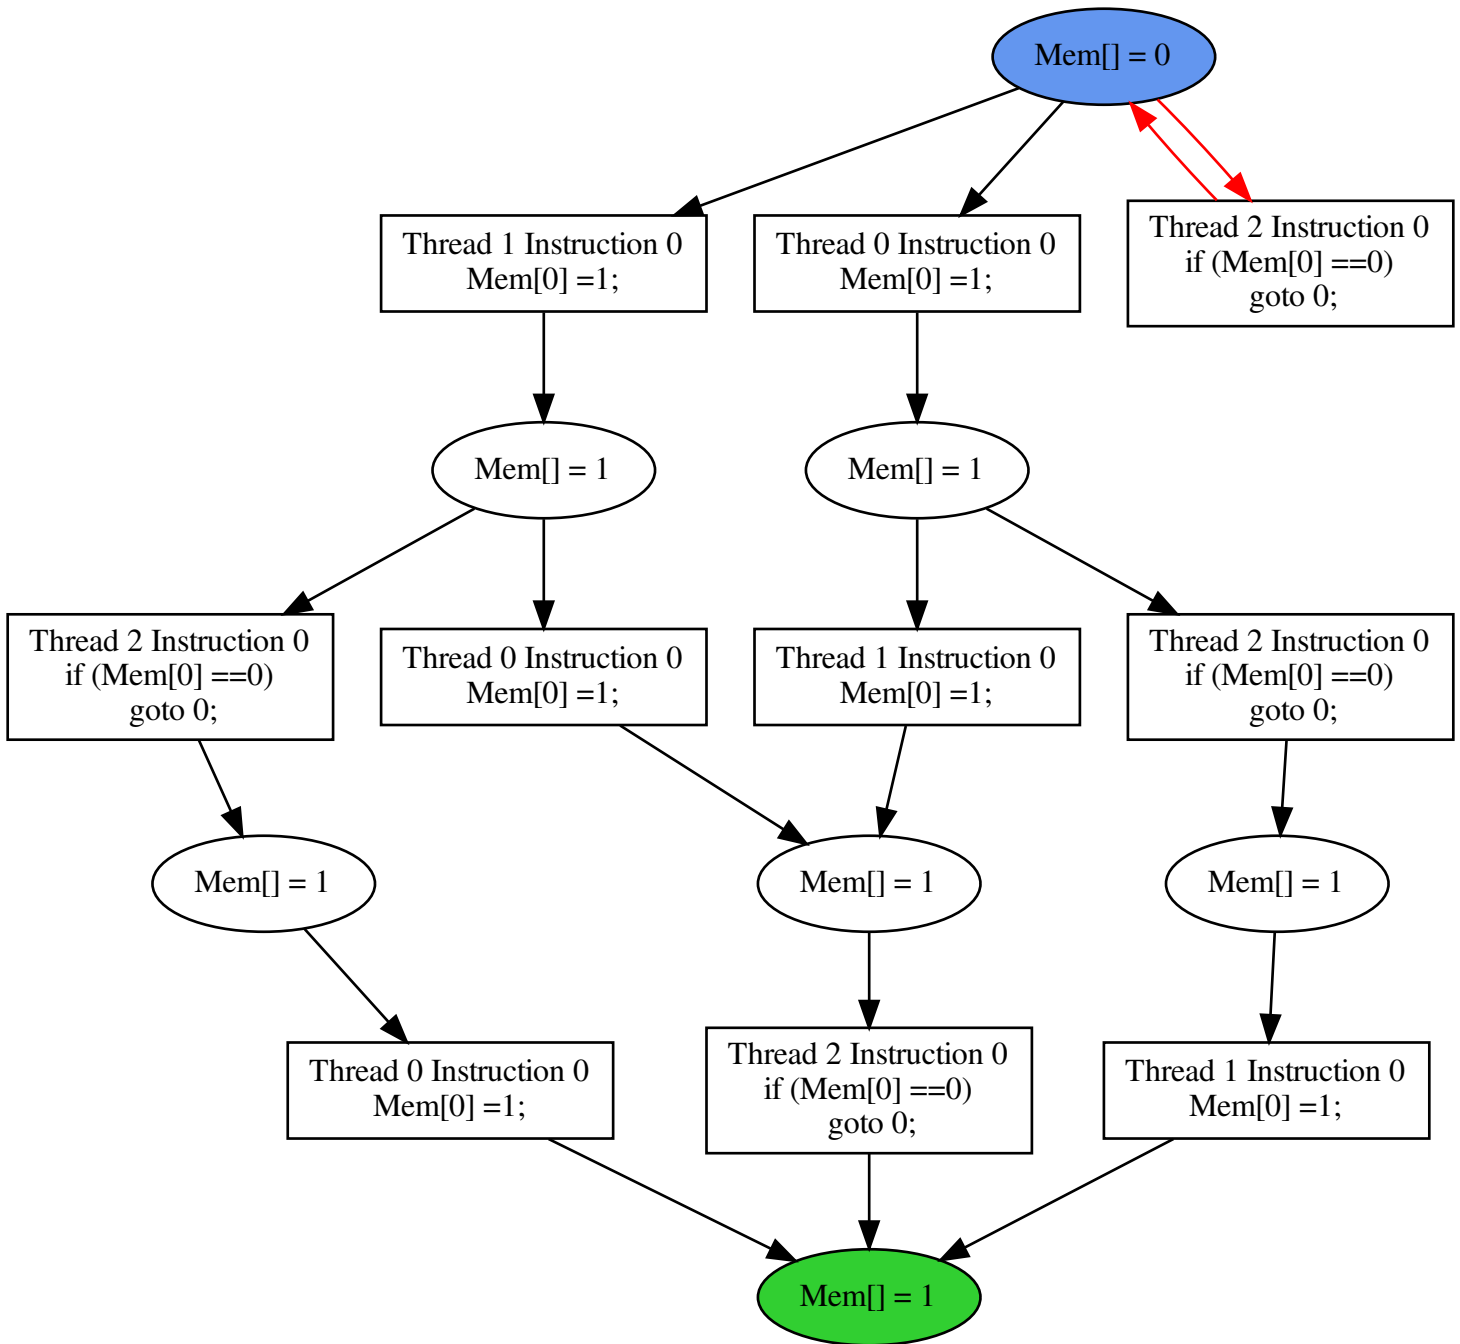 Mem[] = 0
Thread 1 Instruction 0
Mem[0] =1;
Thread 0 Instruction 0
Mem[0] =1;
Thread 2 Instruction 0
if (Mem[0] ==0)
goto 0;
Mem[] = 1
Mem[] = 1
Thread 2 Instruction 0
if (Mem[0] ==0)
goto 0;
Thread 0 Instruction 0
Mem[0] =1;
Thread 1 Instruction 0
Mem[0] =1;
Thread 2 Instruction 0
if (Mem[0] ==0)
goto 0;
Mem[] = 1
Mem[] = 1
Mem[] = 1
Thread 0 Instruction 0
Mem[0] =1;
Thread 2 Instruction 0
if (Mem[0] ==0)
goto 0;
Thread 1 Instruction 0
Mem[0] =1;
Mem[] = 1